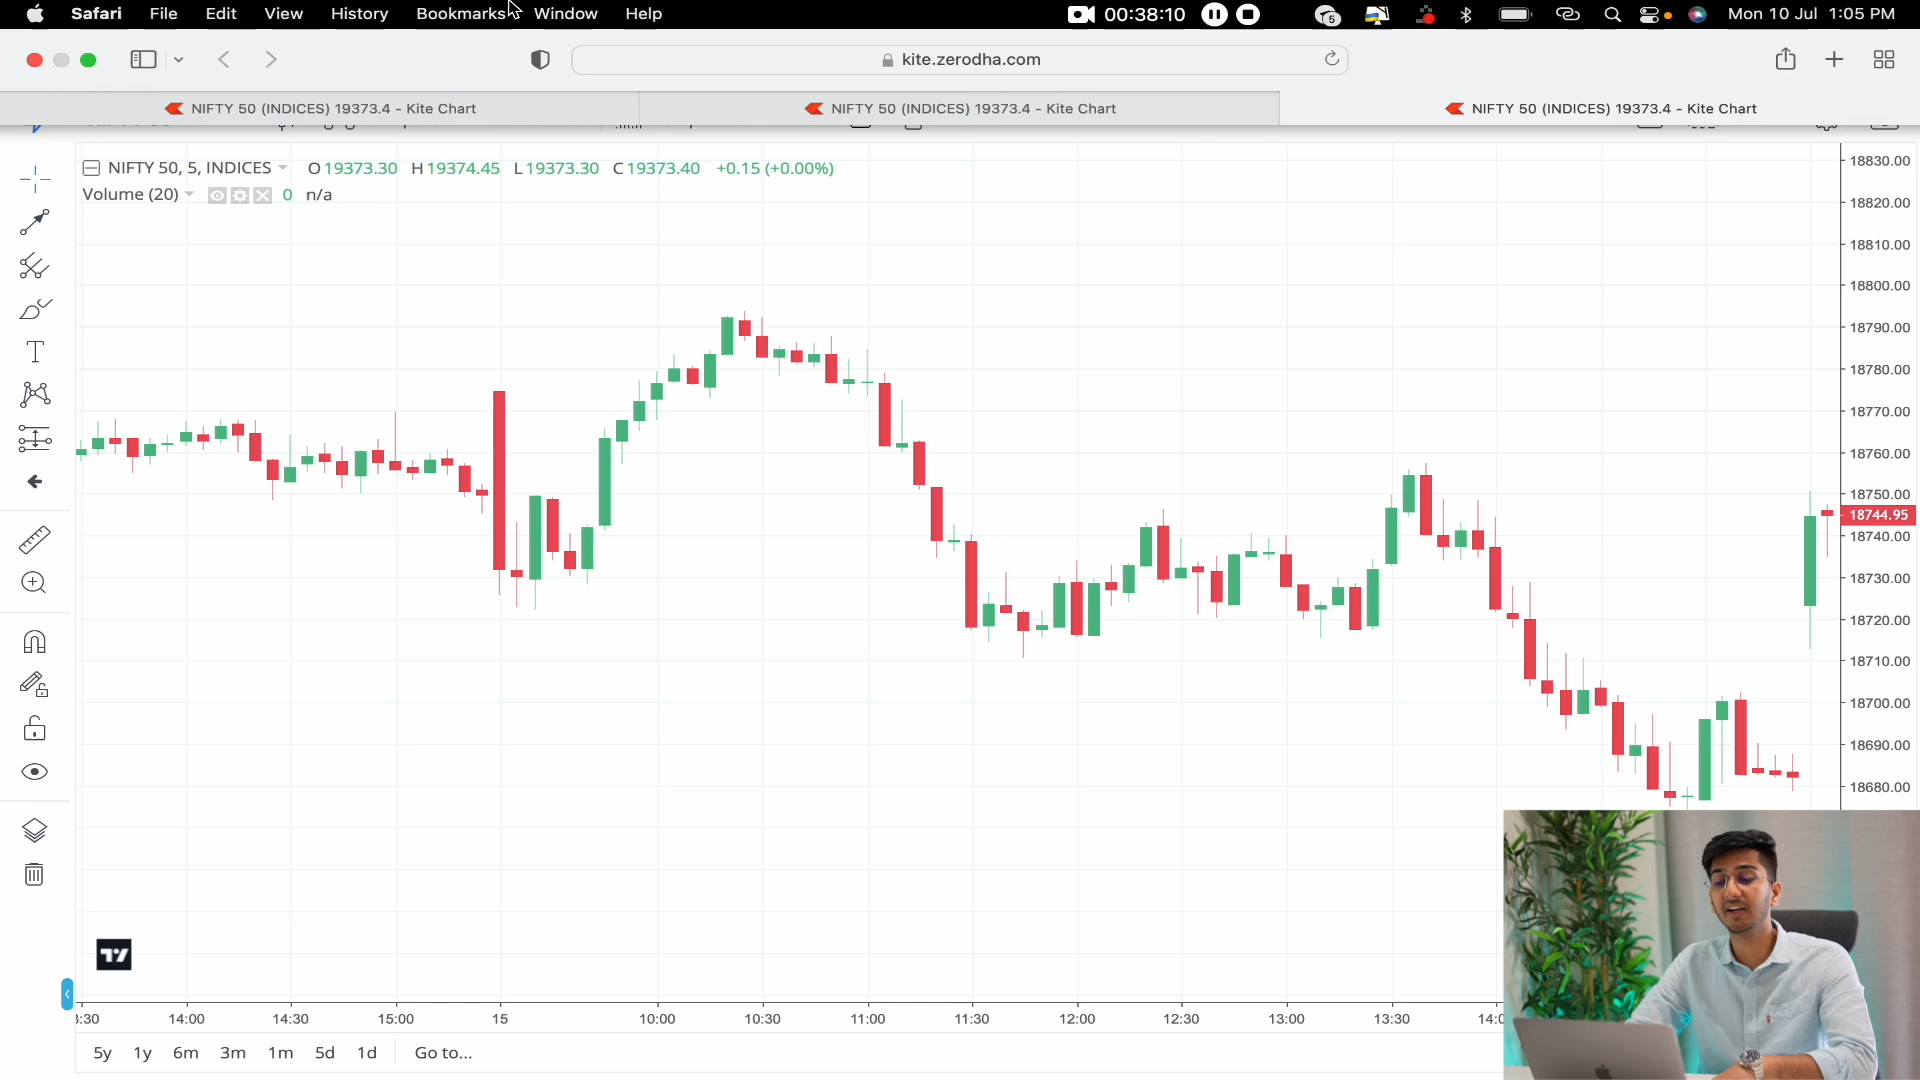 Safari File Edit View History Bookmarks Window Help 00:38:10 5 Mon 10 Jul 1:05 PM
kite.zerodha.com
NIFTY 50 (INDICES) 19373.4 - Kite Chart NIFTY 50 (INDICES) 19373.4 - Kite Chart NIFTY 50 (INDICES) 19373.4 - Kite Chart
NIFTY 50, 5, INDICES O 19373.30 H 19374.45 L 19373.30 C 19373.40 +0.15 (+0.00%)
Volume (20) 0 n/a
18830.00
18820.00
18810.00
18800.00
18790.00
18780.00
18770.00
18760.00
18750.00
18744.95
18740.00
18730.00
18720.00
18710.00
18700.00
18690.00
18680.00
14:00 14:30 15:00 15 10:00 10:30 11:00 11:30 12:00 12:30 13:00 13:30
5y 1y 6m 3m 1m 5d 1d Go to...